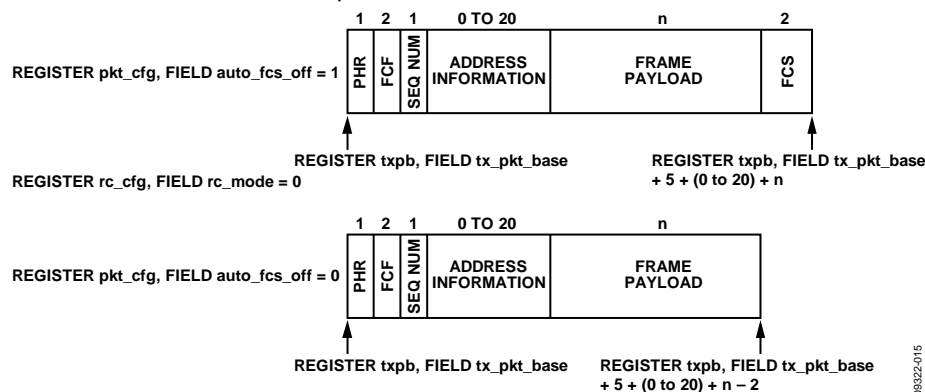 1 2 1 0 TO 20 n 2
REGISTER pkt_cfg, FIELD auto_fcs_off = 1
PHR
FCF
SEQ NUM
ADDRESS
INFORMATION
FRAME
PAYLOAD
FCS
REGISTER txpb, FIELD tx_pkt_base
REGISTER txpb, FIELD tx_pkt_base
+ 5 + (0 to 20) + n
REGISTER rc_cfg, FIELD rc_mode = 0
1 2 1 0 TO 20 n
REGISTER pkt_cfg, FIELD auto_fcs_off = 0
PHR
FCF
SEQ NUM
ADDRESS
INFORMATION
FRAME
PAYLOAD
REGISTER txpb, FIELD tx_pkt_base
REGISTER txpb, FIELD tx_pkt_base
+ 5 + (0 to 20) + n – 2